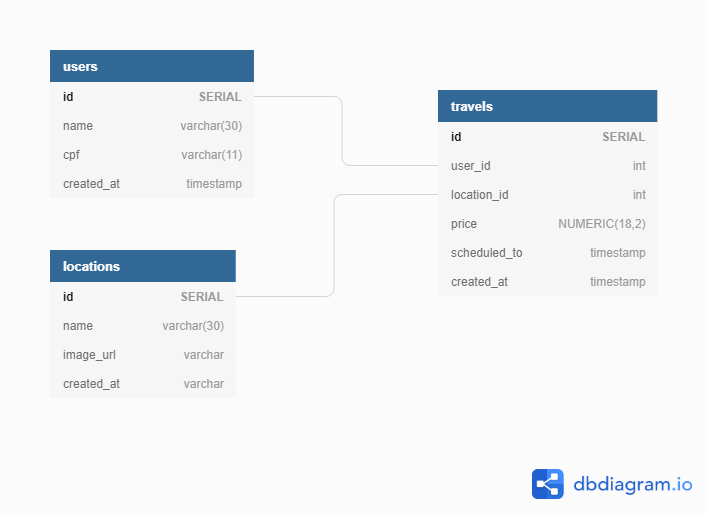 users
id SERIAL
name varchar(30)
cpf varchar(11)
created_at timestamp
travels
id SERIAL
user_id int
location_id int
price NUMERIC(18,2)
scheduled_to timestamp
created_at timestamp
locations
id SERIAL
name varchar(30)
image_url varchar
created_at varchar
dbdiagram.io